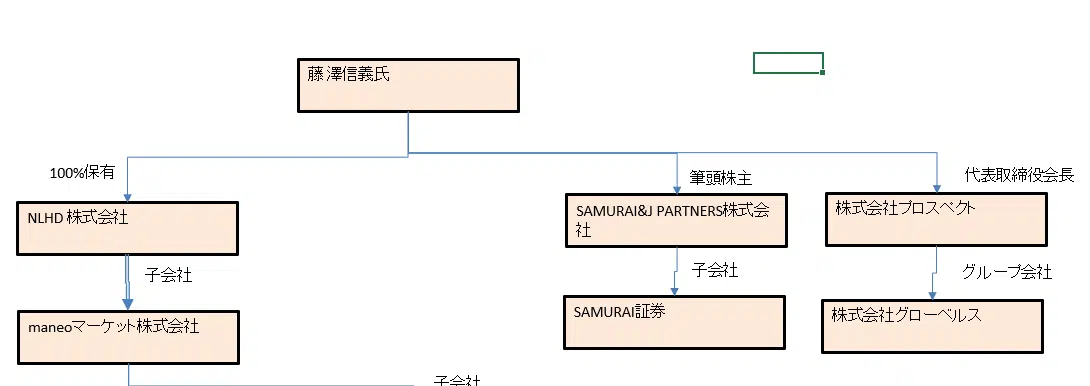 藤澤信義氏
100%保有
筆頭株主
代表取締役会長
NLHD 株式会社
SAMURAI&J PARTNERS株式会
社
株式会社プロスペクト
子会社
子会社
グループ会社
maneoマーケット株式会社
SAMURAI証券
株式会社グローベルス
子会社